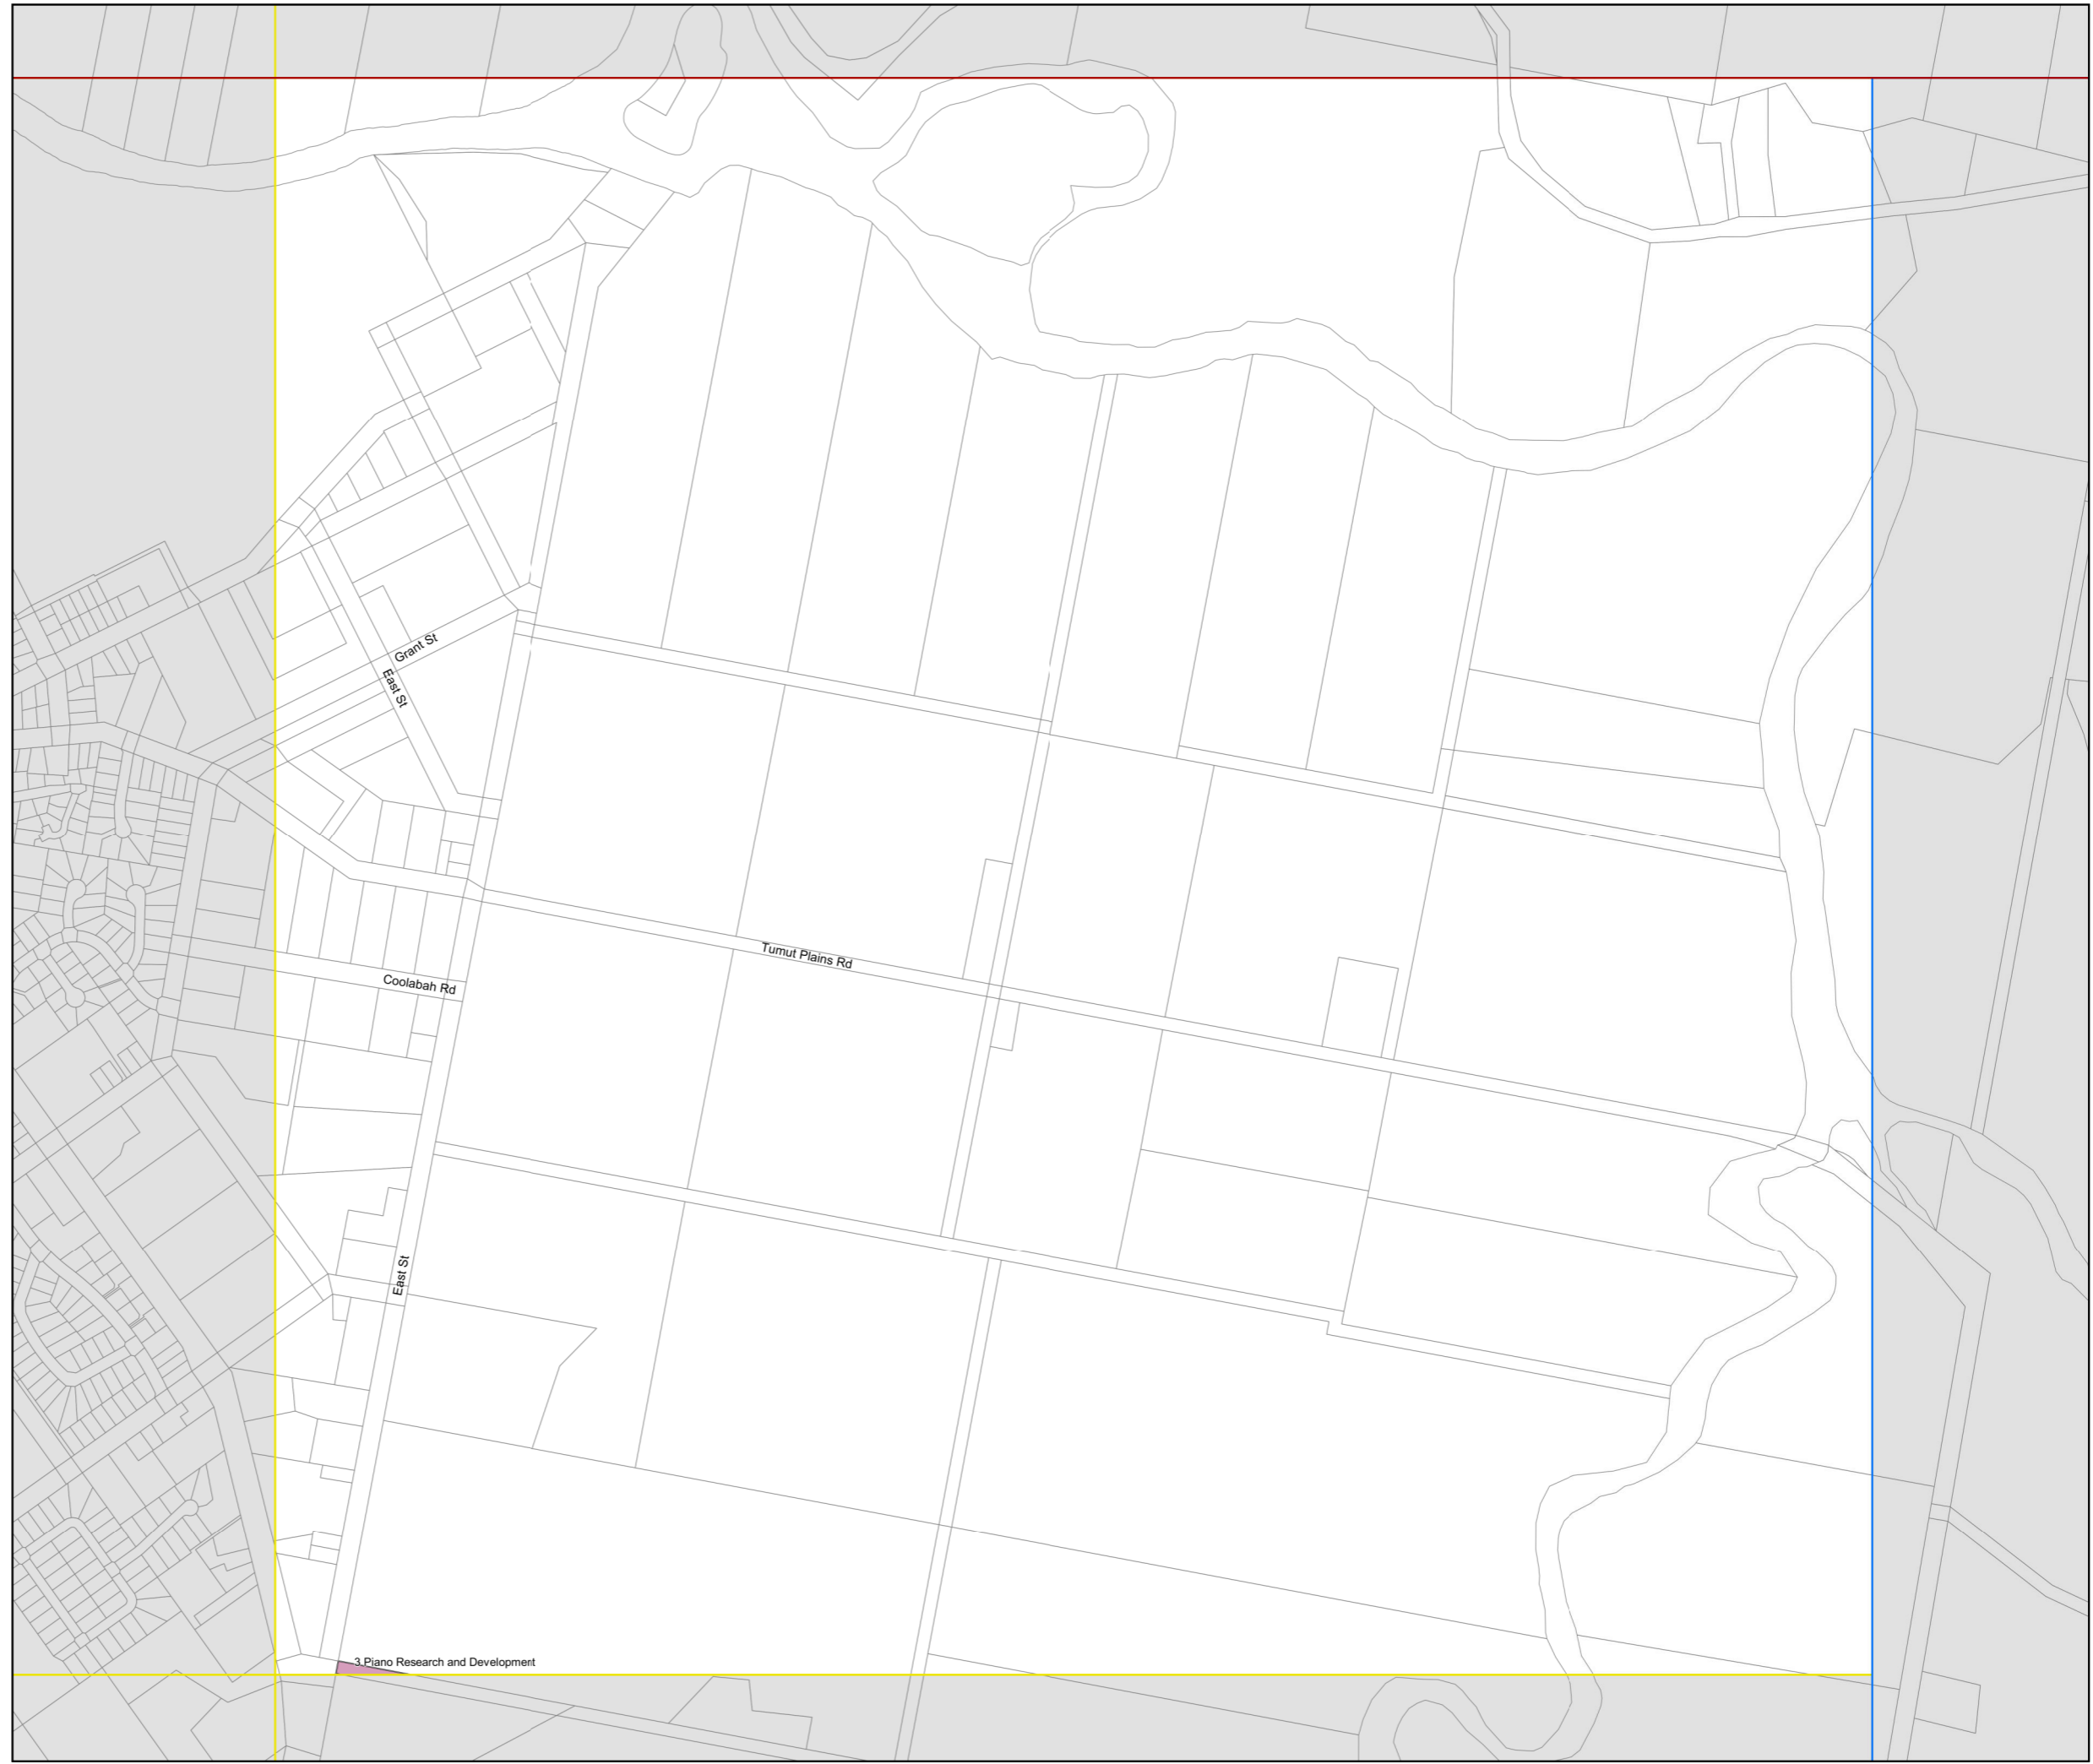 Grant St
East St
Tumut Plains Rd
Coolabah Rd
East St
3 Piano Research and Development